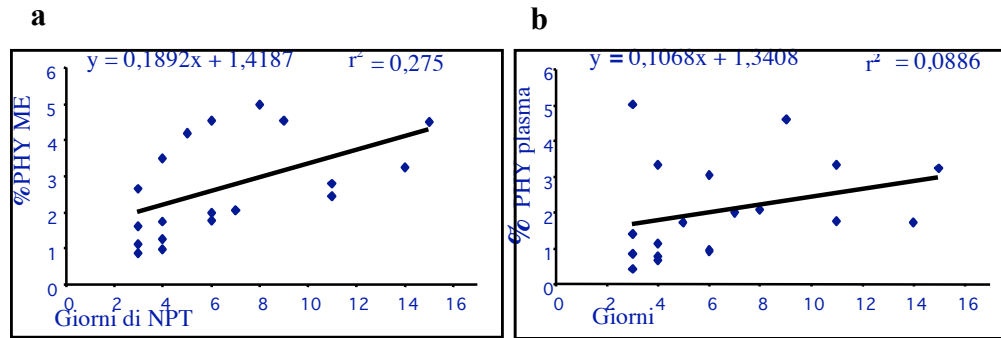 a
y = 0,1892x + 1,4187 r² = 0,275
%PHY ME
6
5
4
3
2
1
0
0 2 4 6 8 10 12 14 16
Giorni di NPT
b
y = 0,1068x + 1,3408 r² = 0,0886
% PHY plasma
6
5
4
3
2
1
0
0 2 4 6 8 10 12 14 16
Giorni